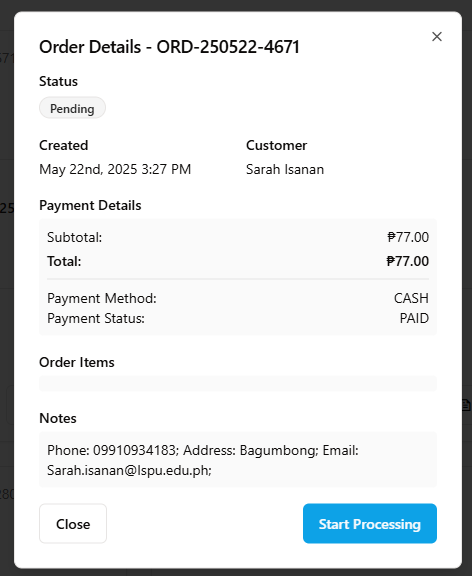 Order Details - ORD-250522-4671
Status
Pending
Created
Customer
May 22nd, 2025 3:27 PM
Sarah Isanan
Payment Details
Subtotal: ₱77.00
Total: ₱77.00
Payment Method: CASH
Payment Status: PAID
Order Items
Notes
Phone: 09910934183; Address: Bagumbong; Email:
Sarah.isanan@lspu.edu.ph;
Close
Start Processing